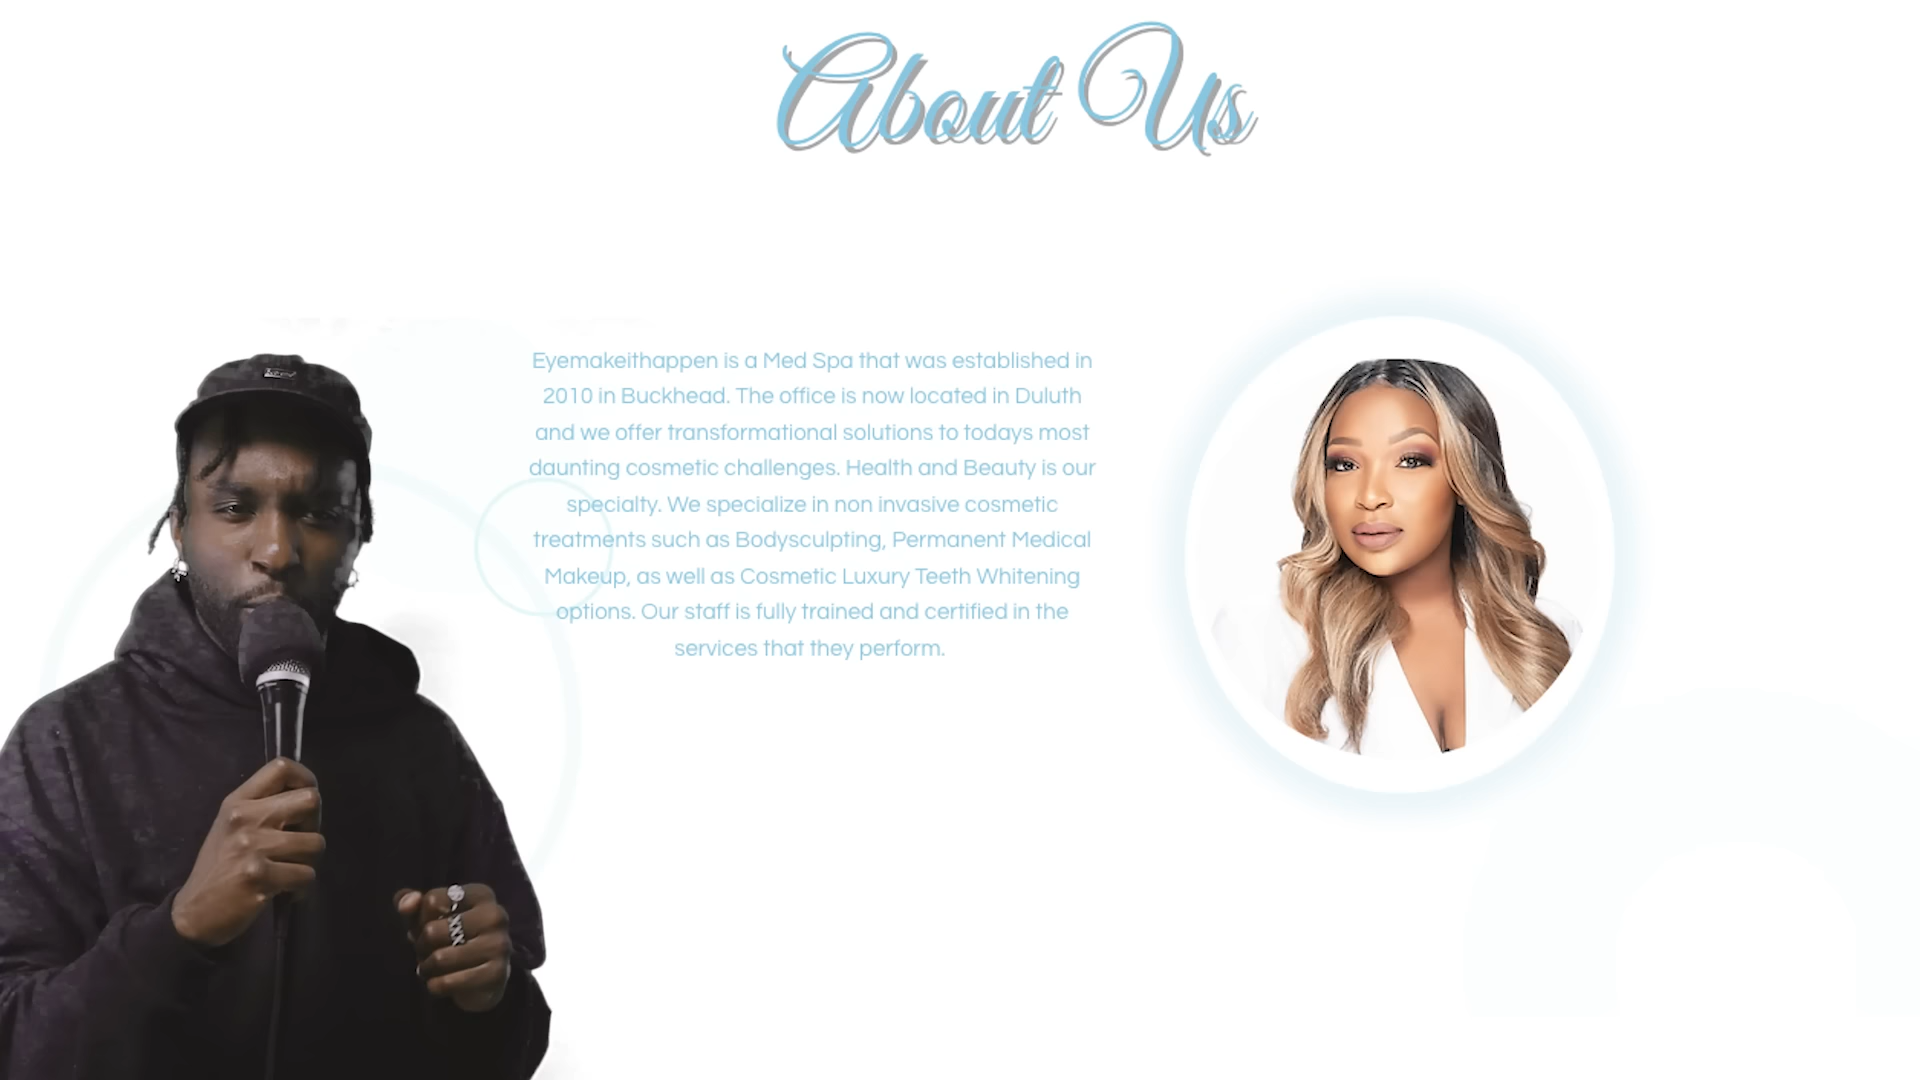 About Us
Eyemakeithappen is a Med Spa that was established in
2010 in Buckhead. The office is now located in Duluth
and we offer transformational solutions to todays most
daunting cosmetic challenges. Health and Beauty is our
specialty. We specialize in non invasive cosmetic
treatments such as Bodysculpting, Permanent Medical
Makeup, as well as Cosmetic Luxury Teeth Whitening
options. Our staff is fully trained and certified in the
services that they perform.